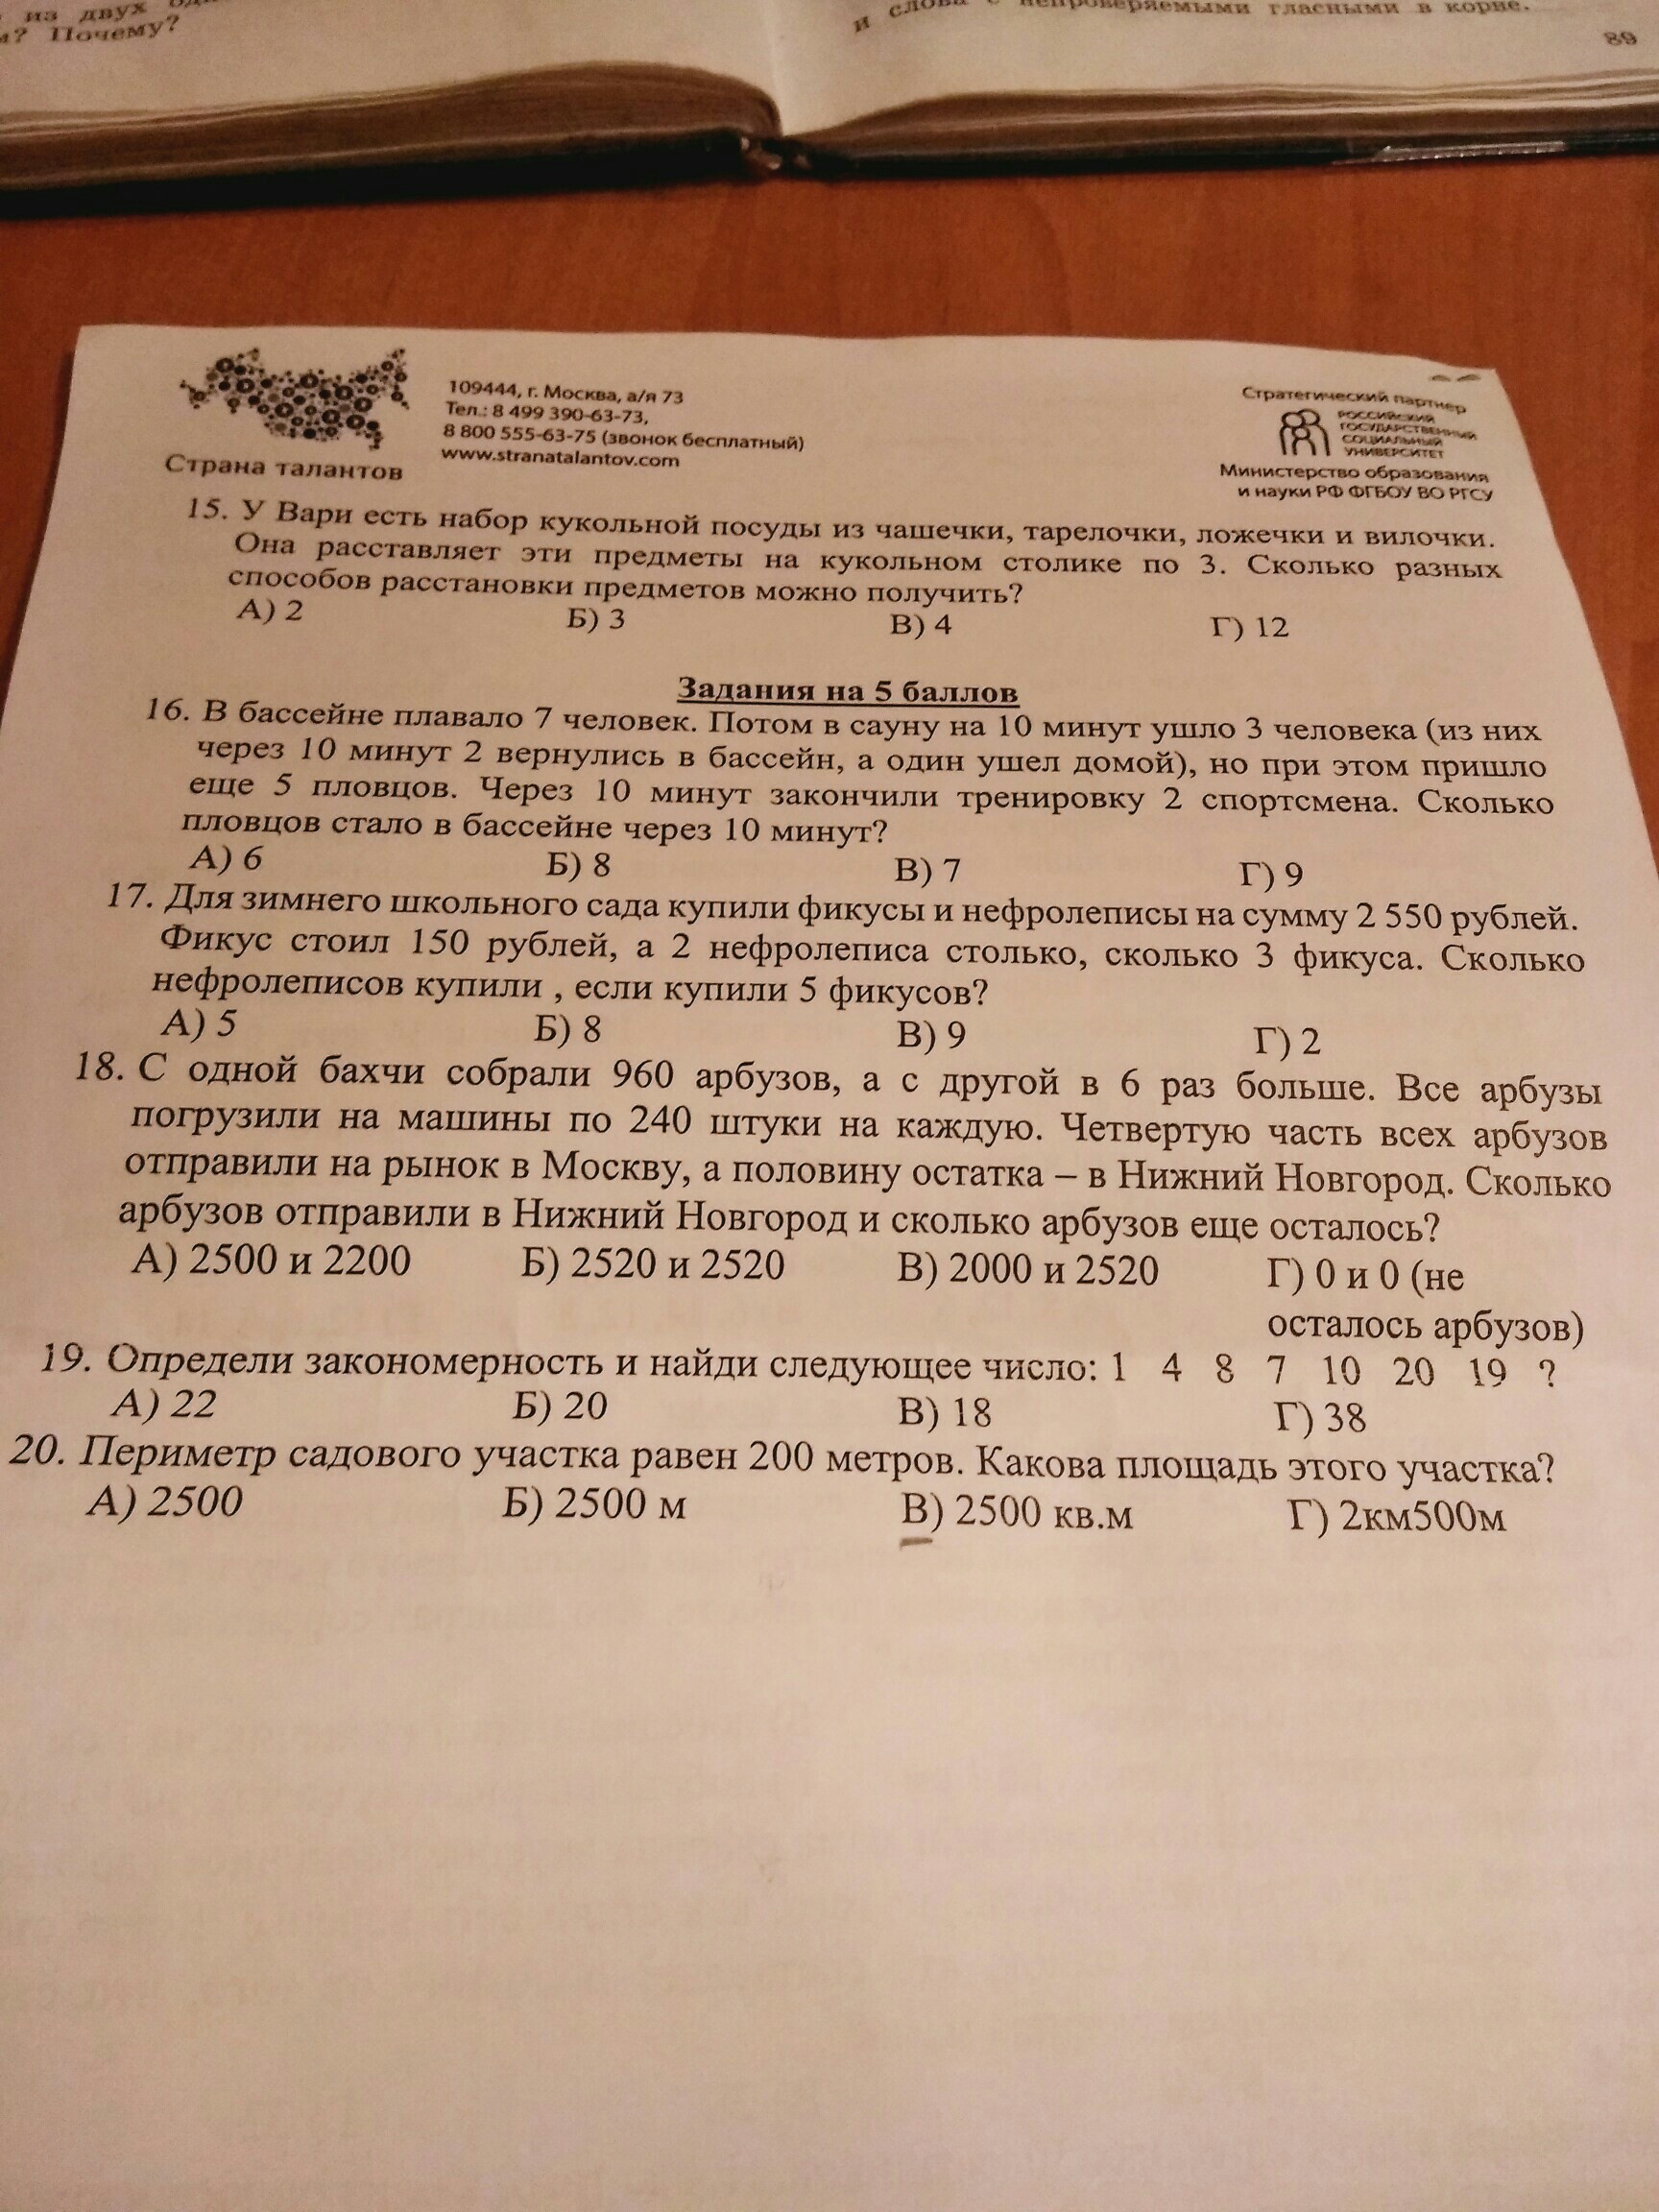 из двух
Почему?
и слова с непроверяемыми гласными в корне.
89
Страна талантов
109444, г. Москва, а/я 73
Тел.: 8 499 390-63-73,
8 800 555-63-75 (звонок бесплатный)
www.stranatalantov.com
Стратегический партнер
РОССИЙСКИЙ
ГОСУДАРСТВЕННЫЙ
СОЦИАЛЬНЫЙ
УНИВЕРСИТЕТ
Министерство образования
и науки РФ ФГБОУ ВО РГСУ
15. У Вари есть набор кукольной посуды из чашечки, тарелочки, ложечки и вилочки.
Она расставляет эти предметы на кукольном столике по 3. Сколько разных
способов расстановки предметов можно получить?
А) 2 Б) 3 В) 4 Г) 12
Задания на 5 баллов
16. В бассейне плавало 7 человек. Потом в сауну на 10 минут ушло 3 человека (из них
через 10 минут 2 вернулись в бассейн, а один ушел домой), но при этом пришло
еще 5 пловцов. Через 10 минут закончили тренировку 2 спортсмена. Сколько
пловцов стало в бассейне через 10 минут?
А) 6 Б) 8 В) 7 Г) 9
17. Для зимнего школьного сада купили фикусы и нефролеписы на сумму 2 550 рублей.
Фикус стоил 150 рублей, а 2 нефролеписа столько, сколько 3 фикуса. Сколько
нефролеписов купили , если купили 5 фикусов?
А) 5 Б) 8 В) 9 Г) 2
18. С одной бахчи собрали 960 арбузов, а с другой в 6 раз больше. Все арбузы
погрузили на машины по 240 штуки на каждую. Четвертую часть всех арбузов
отправили на рынок в Москву, а половину остатка – в Нижний Новгород. Сколько
арбузов отправили в Нижний Новгород и сколько арбузов еще осталось?
А) 2500 и 2200 Б) 2520 и 2520 В) 2000 и 2520 Г) 0 и 0 (не
осталось арбузов)
19. Определи закономерность и найди следующее число: 1 4 8 7 10 20 19 ?
А) 22 Б) 20 В) 18 Г) 38
20. Периметр садового участка равен 200 метров. Какова площадь этого участка?
А) 2500 Б) 2500 м В) 2500 кв.м Г) 2км500м